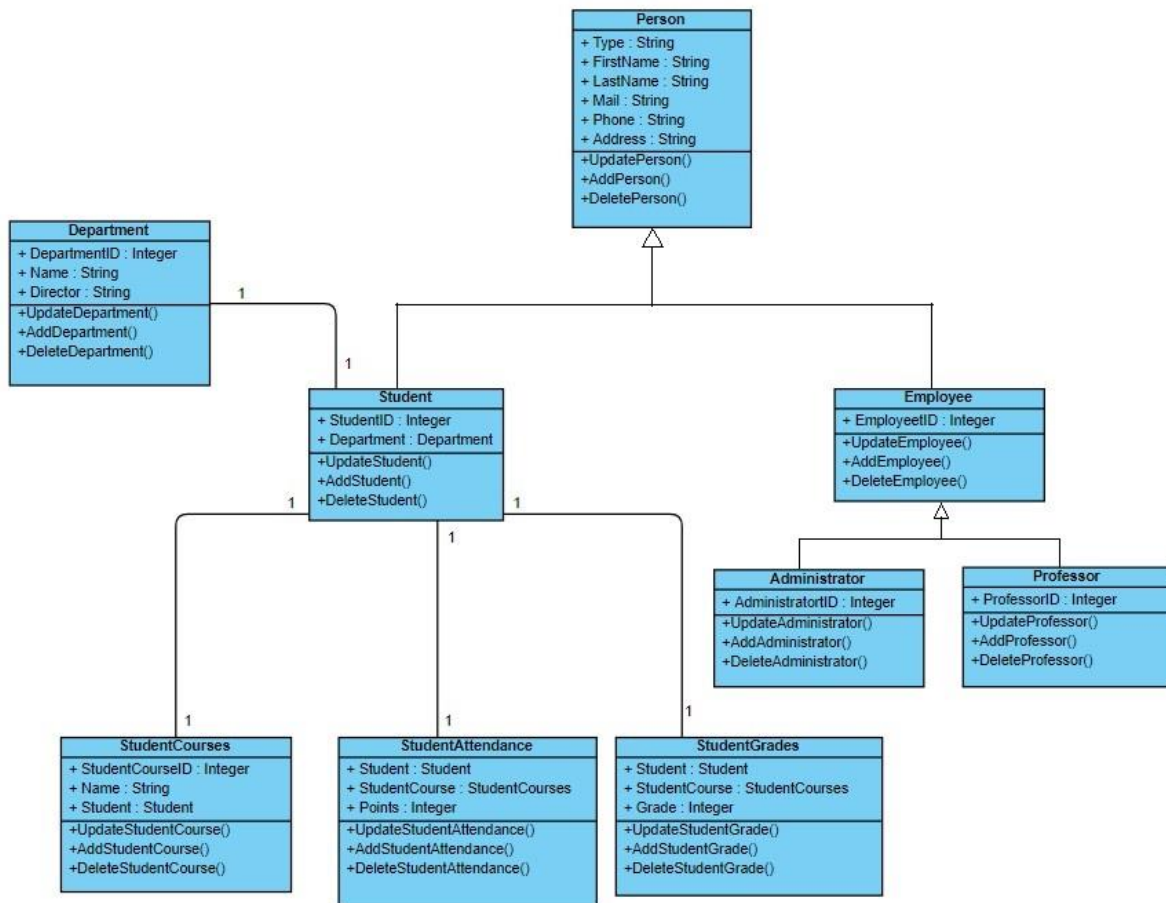 Person
+ Type : String
+ FirstName : String
+ LastName : String
+ Mail : String
+ Phone : String
+ Address : String
+UpdatePerson()
+AddPerson()
+DeletePerson()
Department
+ DepartmentID : Integer
+ Name : String
+ Director : String
+UpdateDepartment()
+AddDepartment()
+DeleteDepartment()
1
1
Student
+ StudentID : Integer
+ Department : Department
+UpdateStudent()
+AddStudent()
+DeleteStudent()
Employee
+ EmployeetID : Integer
+UpdateEmployee()
+AddEmployee()
+DeleteEmployee()
1
1
1
Administrator
+ AdministratortID : Integer
+UpdateAdministrator()
+AddAdministrator()
+DeleteAdministrator()
Professor
+ ProfessorID : Integer
+UpdateProfessor()
+AddProfessor()
+DeleteProfessor()
1
1
1
StudentCourses
+ StudentCourseID : Integer
+ Name : String
+ Student : Student
+UpdateStudentCourse()
+AddStudentCourse()
+DeleteStudentCourse()
StudentAttendance
+ Student : Student
+ StudentCourse : StudentCourses
+ Points : Integer
+UpdateStudentAttendance()
+AddStudentAttendance()
+DeleteStudentAttendance()
StudentGrades
+ Student : Student
+ StudentCourse : StudentCourses
+ Grade : Integer
+UpdateStudentGrade()
+AddStudentGrade()
+DeleteStudentGrade()